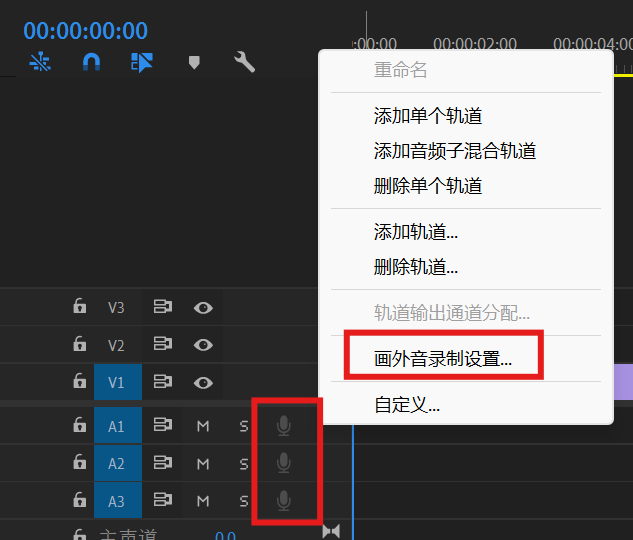 00:00:00:00
:00:00
00:00:02:00
00:00:04:00
重命名
添加单个轨道
添加音频子混合轨道
删除单个轨道
添加轨道...
删除轨道...
轨道输出通道分配...
画外音录制设置...
自定义...
V3
V2
V1
A1 M S
A2 M S
A3 M S
主声道 0.0